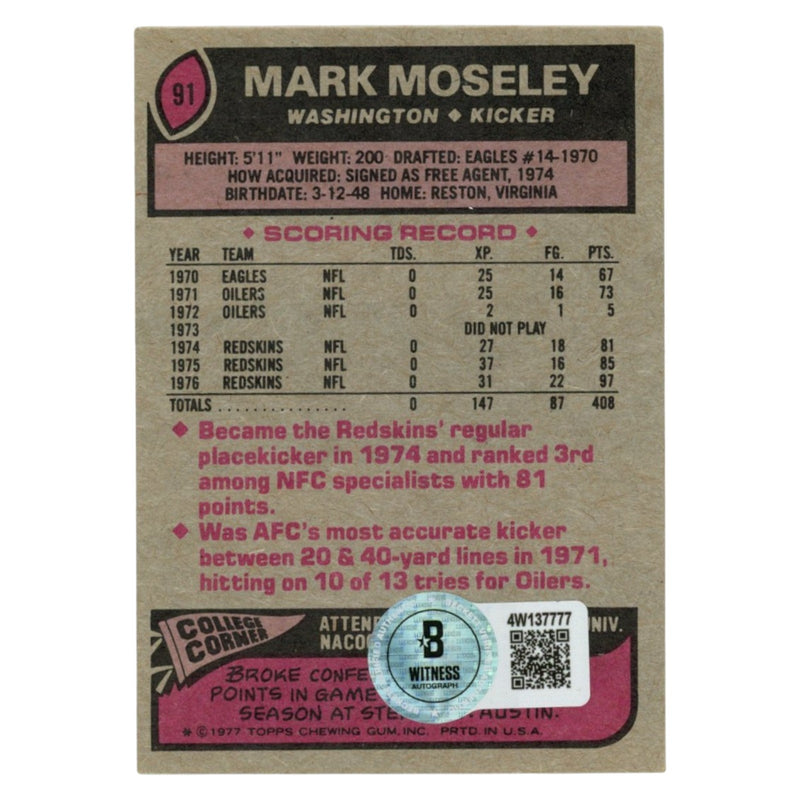 91
MARK MOSELEY
WASHINGTON ◆ KICKER
HEIGHT: 5'11" WEIGHT: 200 DRAFTED: EAGLES #14-1970
HOW ACQUIRED: SIGNED AS FREE AGENT, 1974
BIRTHDATE: 3-12-48 HOME: RESTON, VIRGINIA
◆ SCORING RECORD ◆
YEAR TEAM TDS. XP. FG. PTS.
1970 EAGLES NFL 0 25 14 67
1971 OILERS NFL 0 25 16 73
1972 OILERS NFL 0 2 1 5
1973 DID NOT PLAY
1974 REDSKINS NFL 0 27 18 81
1975 REDSKINS NFL 0 37 16 85
1976 REDSKINS NFL 0 31 22 97
TOTALS ................ 0 147 87 408
◆ Became the Redskins' regular
placekicker in 1974 and ranked 3rd
among NFC specialists with 81
points.
◆ Was AFC's most accurate kicker
between 20 & 40-yard lines in 1971,
hitting on 10 of 13 tries for Oilers.
COLLEGE
CORNER
ATTEND
NIV.
NACO
BROKE CONFE
POINTS IN GAME
SEASON AT STE AUSTIN.
* © 1977 TOPPS CHEWING GUM, INC. PRTD. IN U.S.A.
B
WITNESS
AUTOGRAPH
4W137777